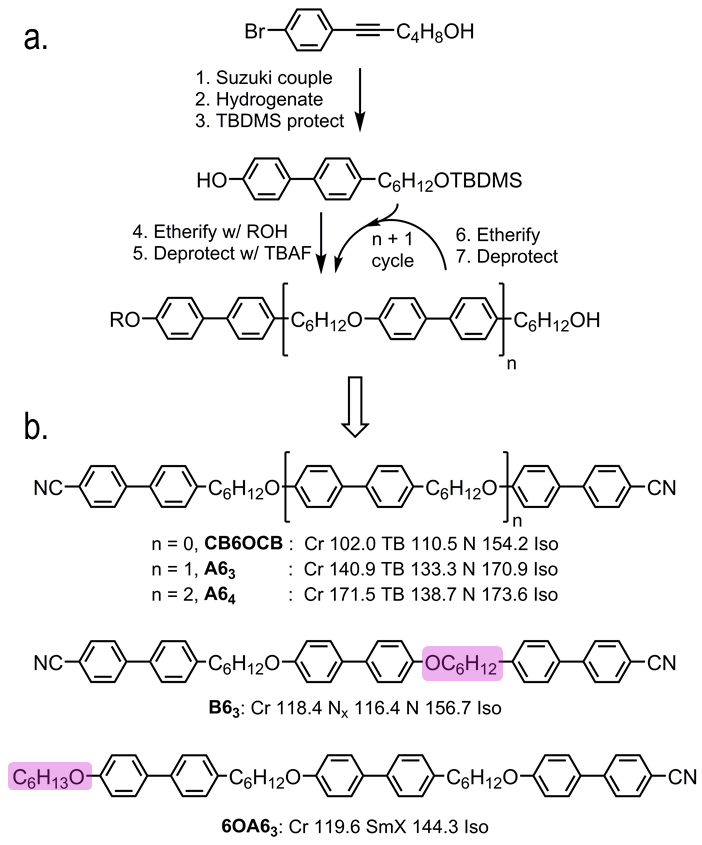 a.
Br
C4H8OH
1. Suzuki couple
2. Hydrogenate
3. TBDMS protect
HO
C6H12OTBDMS
4. Etherify w/ ROH
5. Deprotect w/ TBAF
n + 1
cycle
6. Etherify
7. Deprotect
RO
C6H12O
C6H12OH
n
b.
NC
C6H12O
C6H12O
CN
n
n = 0, CB6OCB : Cr 102.0 TB 110.5 N 154.2 Iso
n = 1, A63 : Cr 140.9 TB 133.3 N 170.9 Iso
n = 2, A64 : Cr 171.5 TB 138.7 N 173.6 Iso
NC
C6H12O
OC6H12
CN
B63: Cr 118.4 Nx 116.4 N 156.7 Iso
C6H13O
C6H12O
C6H12O
CN
6OA63: Cr 119.6 SmX 144.3 Iso